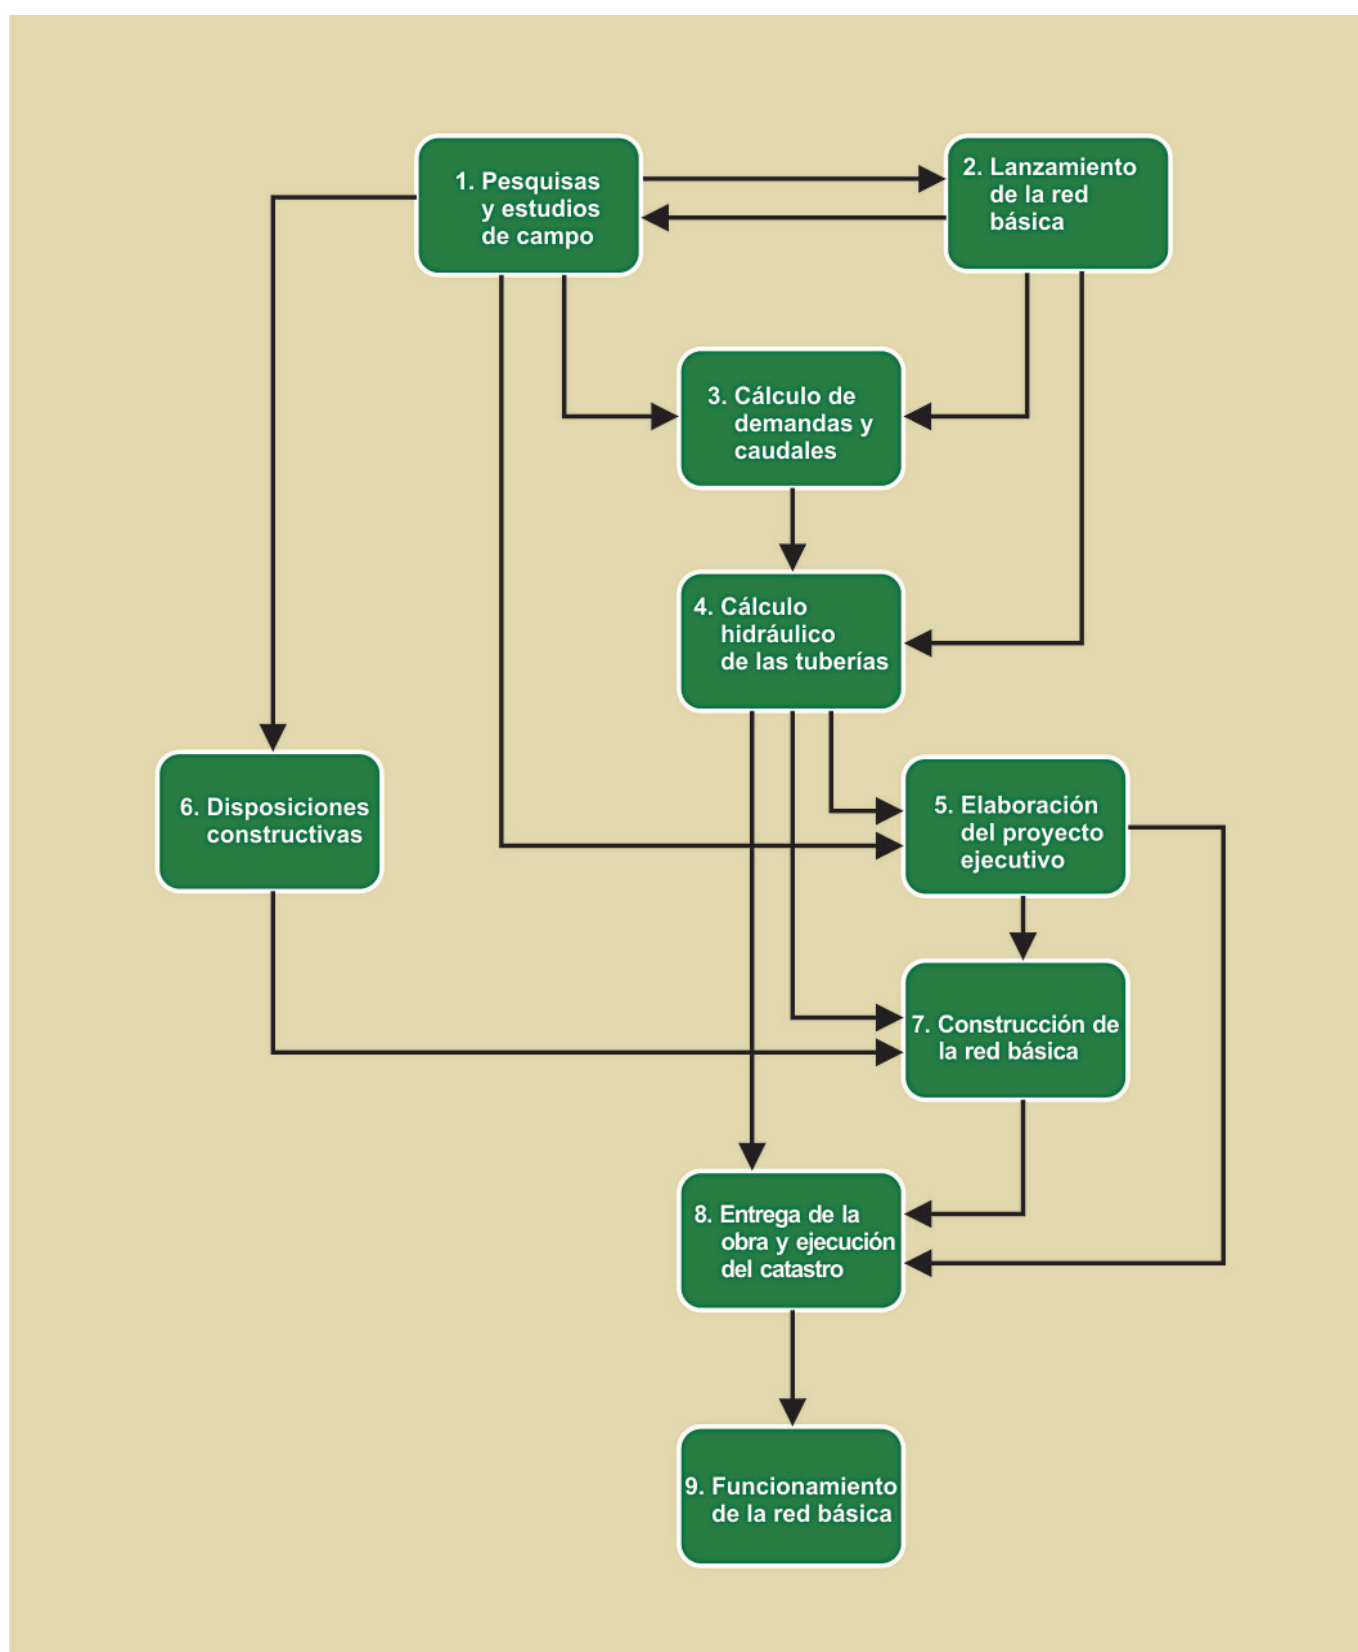 1. Pesquisas
y estudios
de campo
2. Lanzamiento
de la red
básica
3. Cálculo de
demandas y
caudales
4. Cálculo
hidráulico
de las tuberías
5. Elaboración
del proyecto
ejecutivo
6. Disposiciones
constructivas
7. Construcción de
la red básica
8. Entrega de la
obra y ejecución
del catastro
9. Funcionamiento
de la red básica